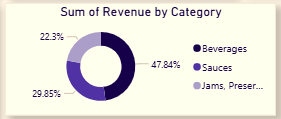 Sum of Revenue by Category
22.3%
47.84%
29.85%
Beverages
Sauces
Jams, Preser...